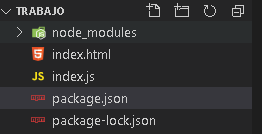 TRABAJO
node_modules
index.html
JS index.js
package.json
package-lock.json